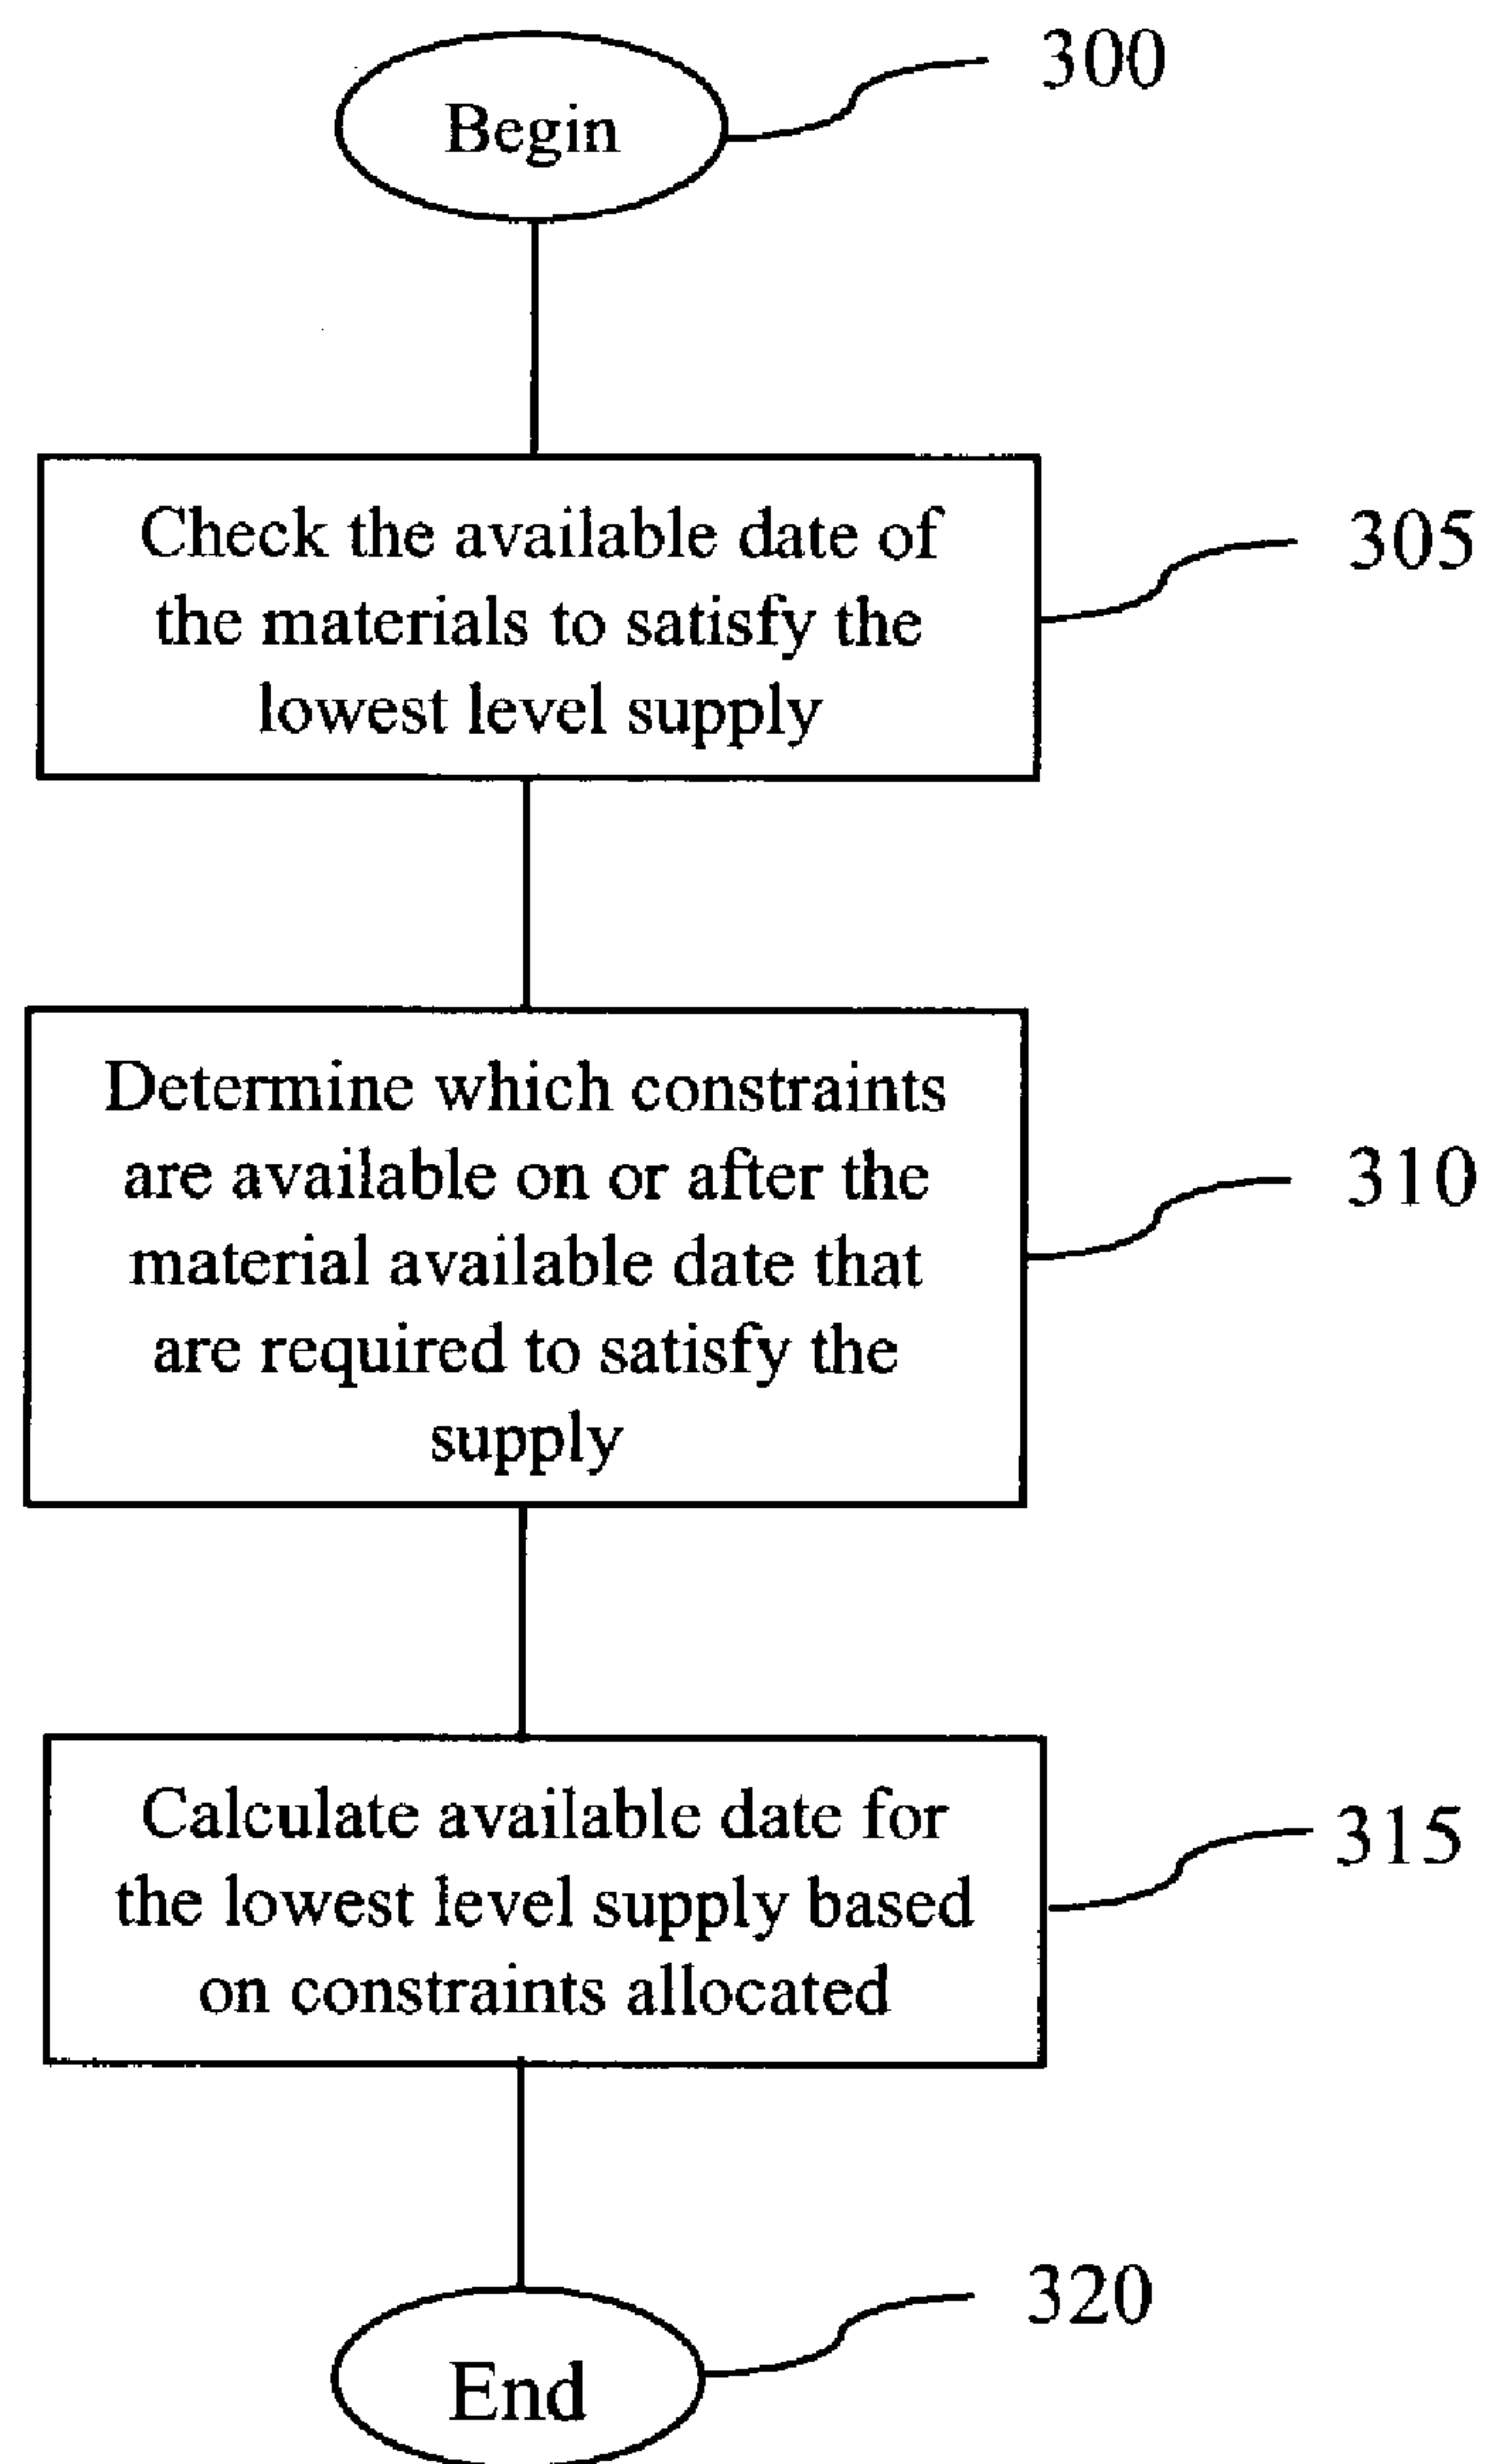 Begin
300
Check the available date of
the materials to satisfy the
lowest level supply
305
Determine which constraints
are available on or after the
material available date that
are required to satisfy the
supply
310
Calculate available date for
the lowest level supply based
on constraints allocated
315
End
320